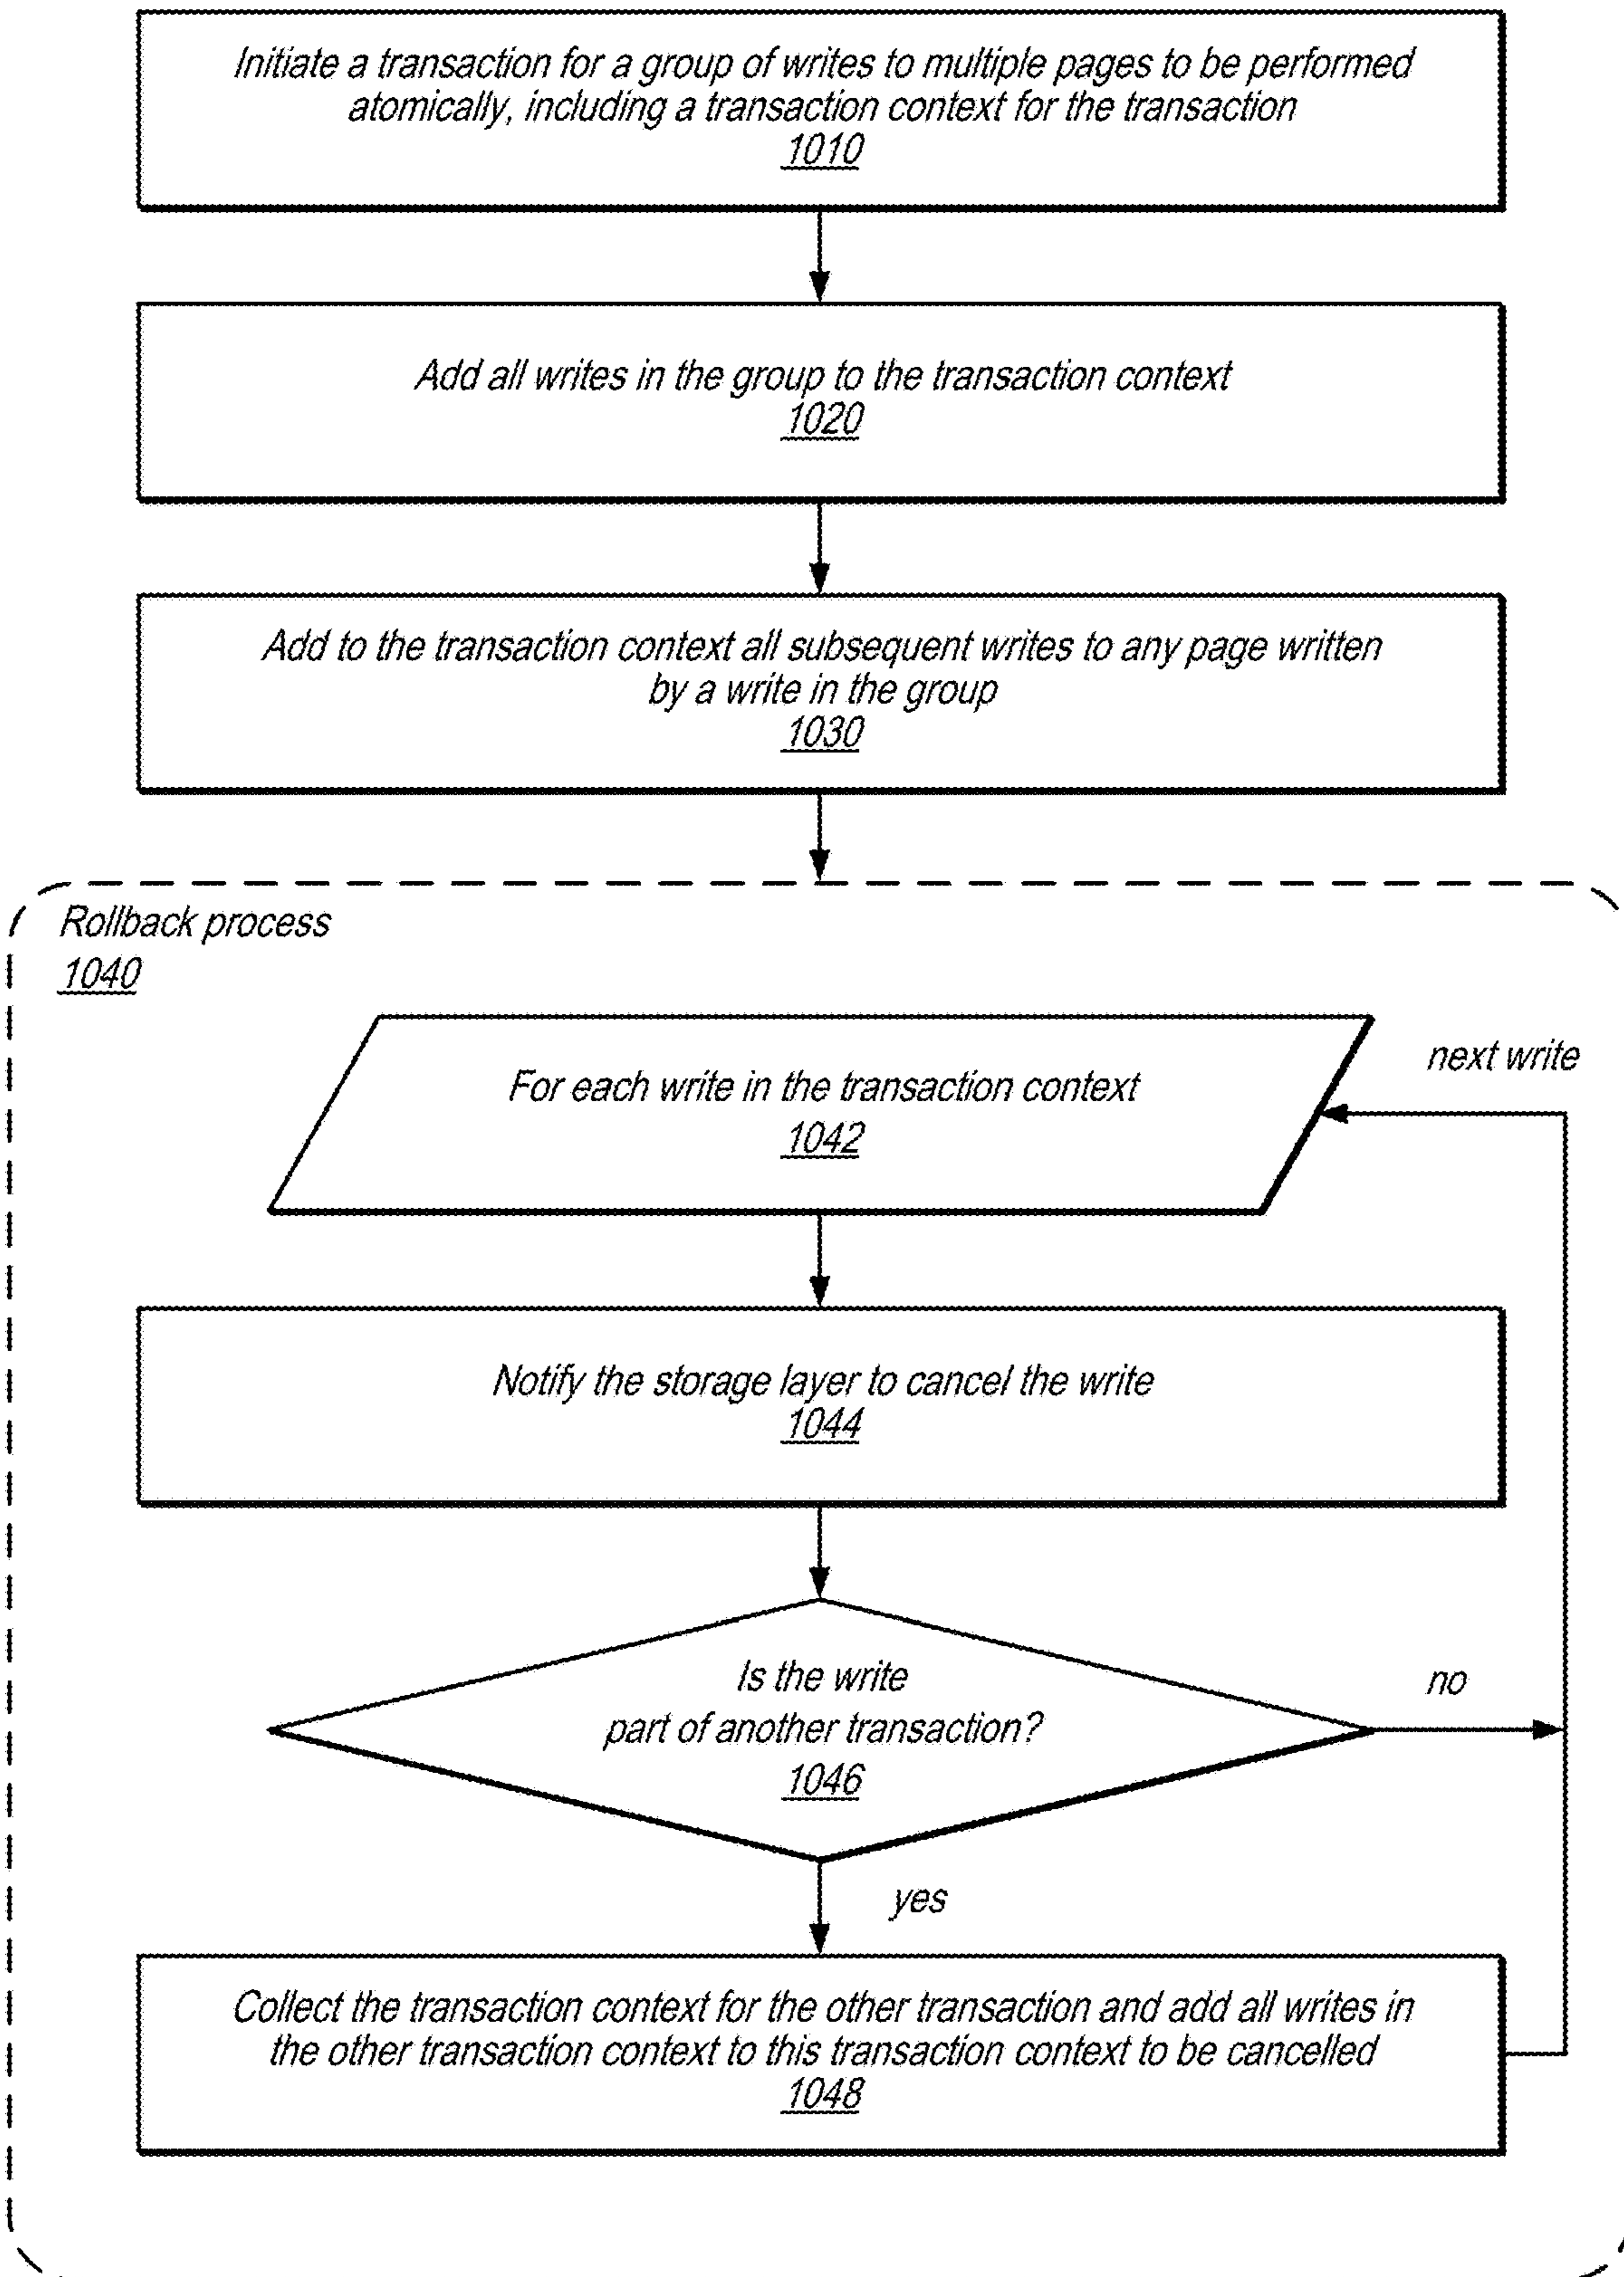 Initiate a transaction for a group of writes to multiple pages to be performed
atomically, including a transaction context for the transaction
1010
Add all writes in the group to the transaction context
1020
Add to the transaction context all subsequent writes to any page written
by a write in the group
1030
Rollback process
1040
For each write in the transaction context
1042
next write
Notify the storage layer to cancel the write
1044
Is the write
part of another transaction?
1046
no
yes
Collect the transaction context for the other transaction and add all writes in
the other transaction context to this transaction context to be cancelled
1048